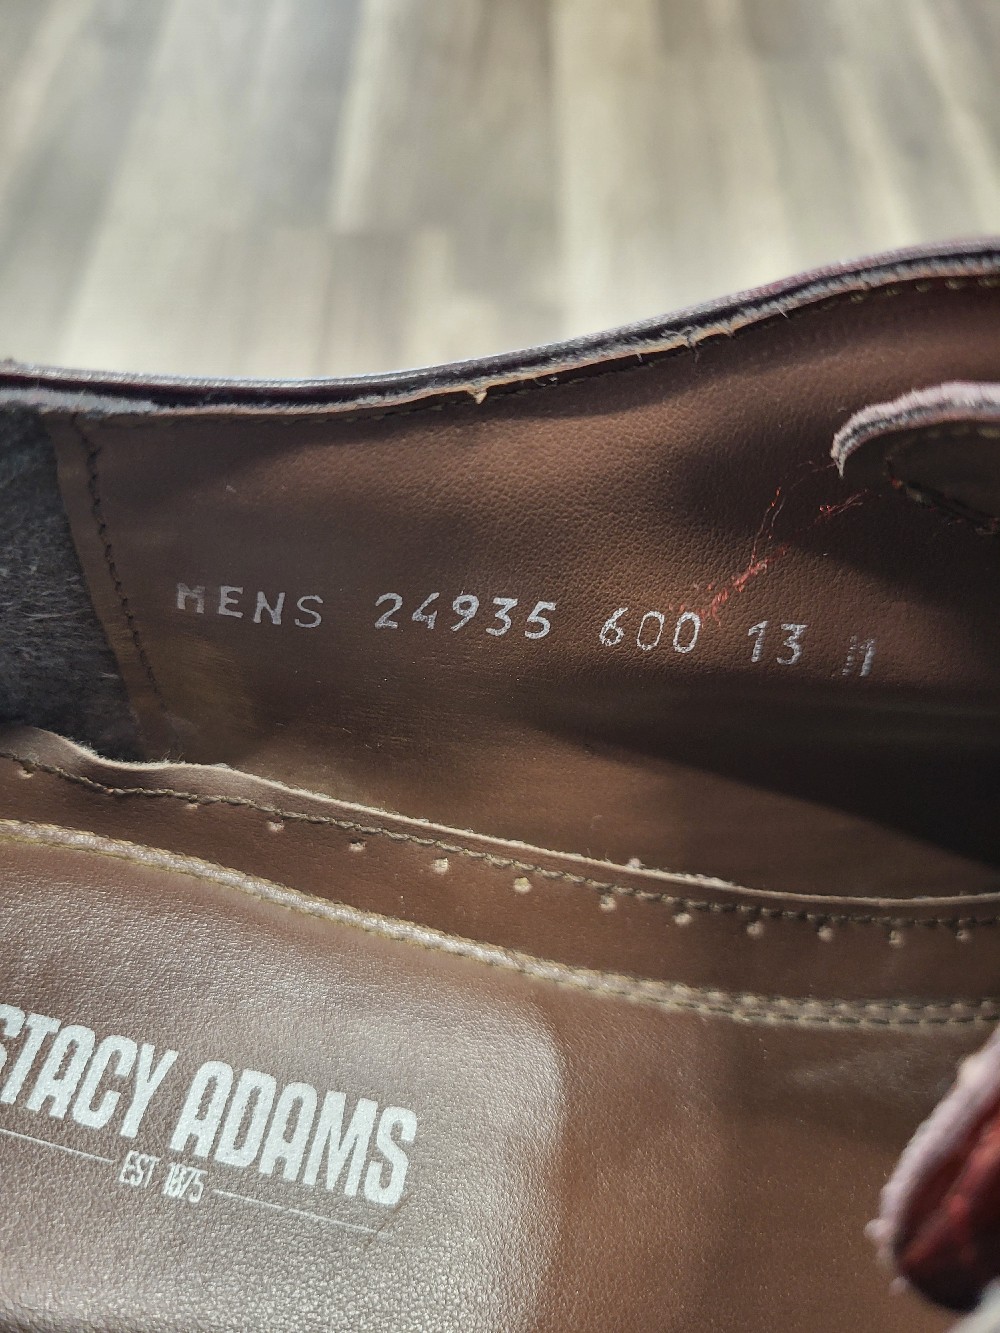 MENS 24935 600 13 M
STACY ADAMS
EST 1875